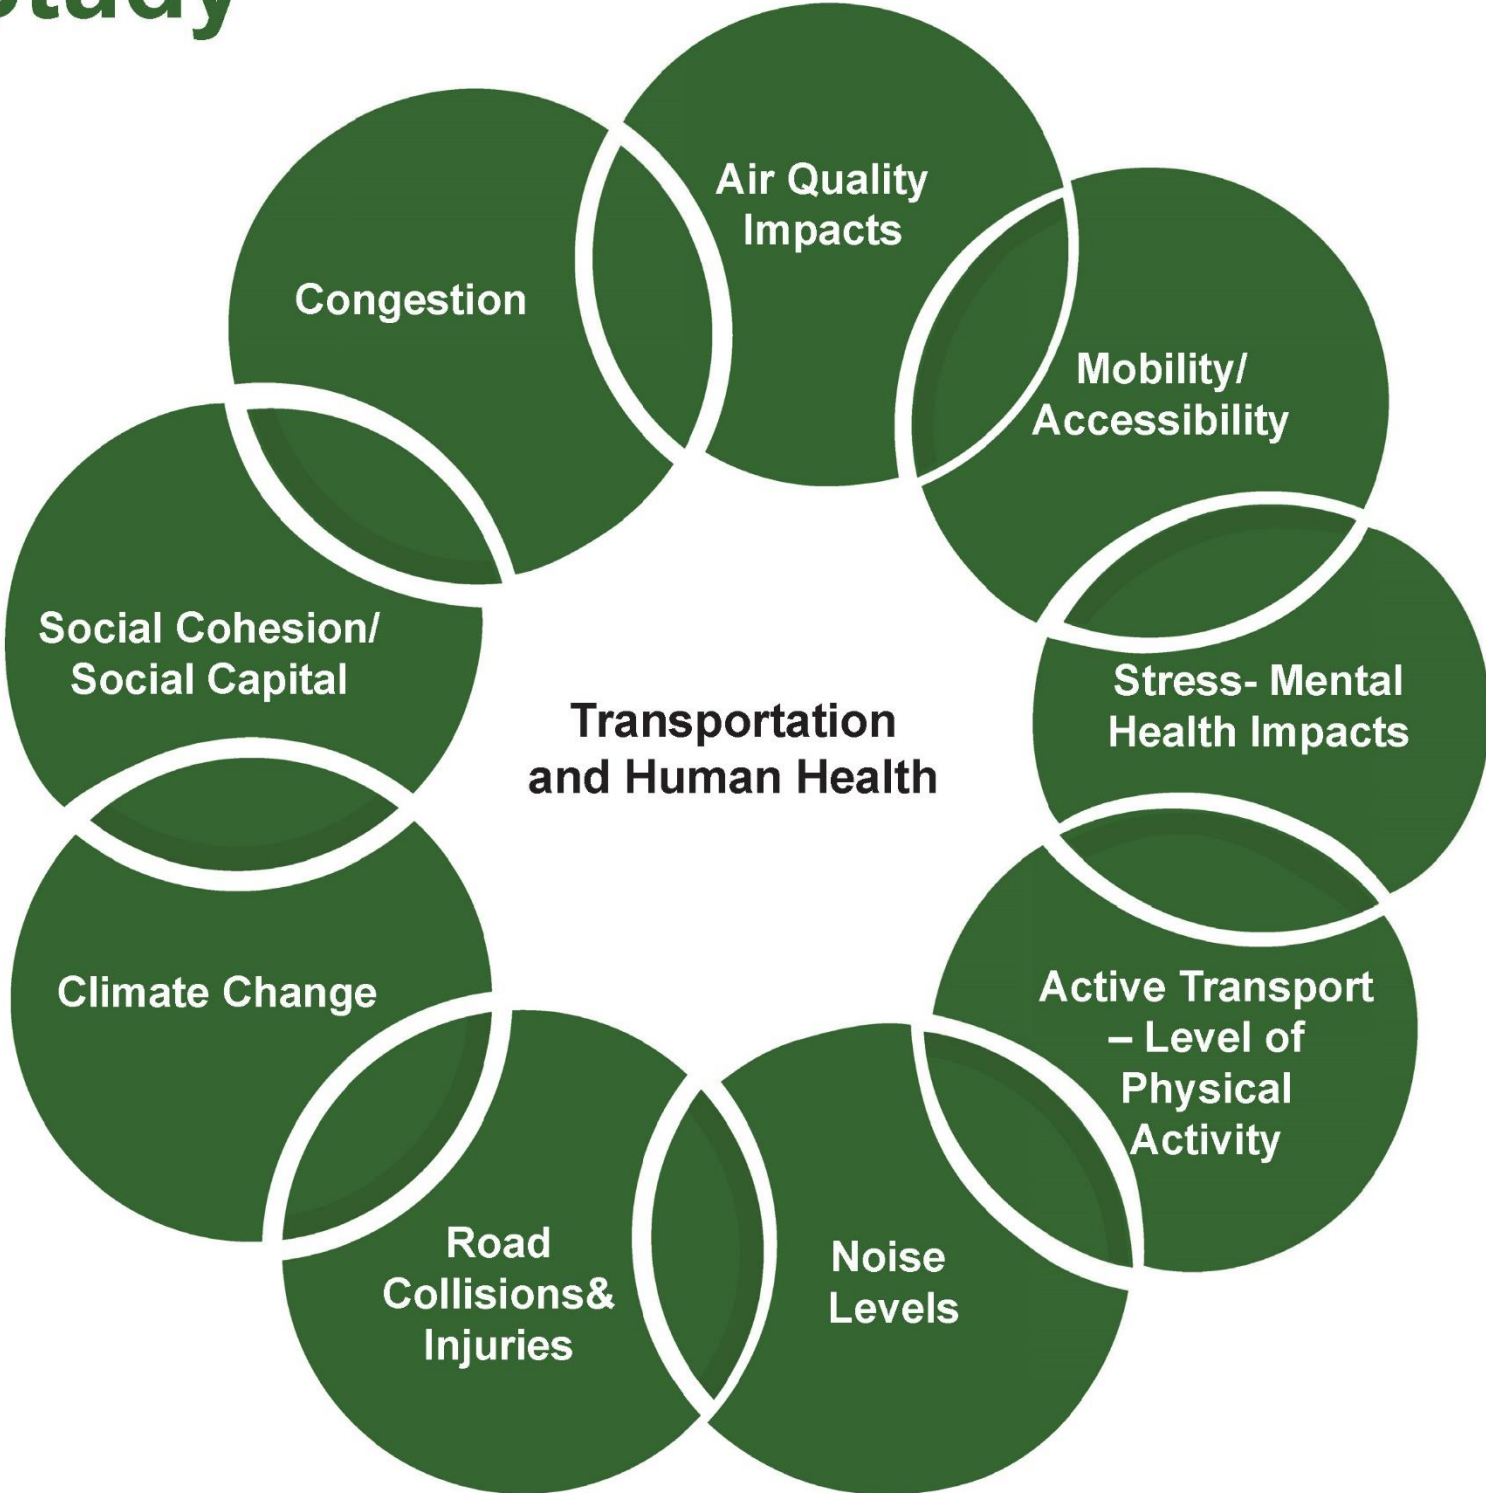 Air Quality
Impacts
Mobility/
Accessibility
Stress- Mental
Health Impacts
Active Transport
– Level of
Physical
Activity
Noise
Levels
Road
Collisions&
Injuries
Climate Change
Social Cohesion/
Social Capital
Congestion
Transportation
and Human Health